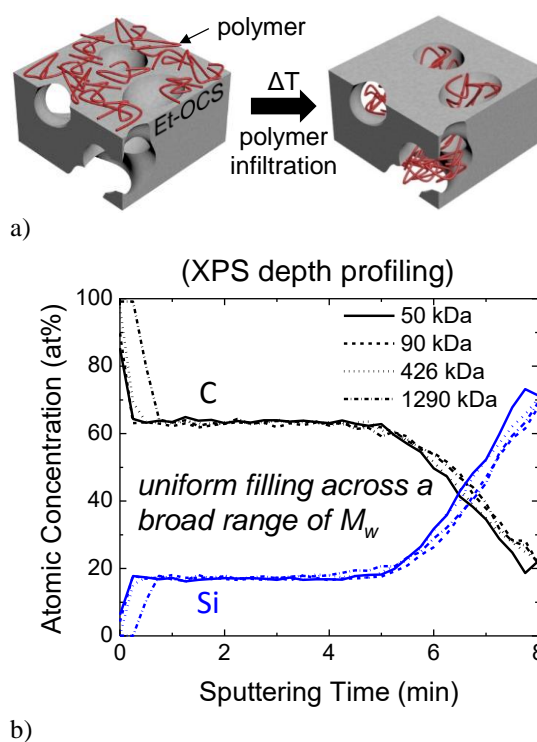 polymer
Et-OCS
ΔT
polymer
infiltration
a)
(XPS depth profiling)
100
80
60
40
20
0
Atomic Concentration (at%)
50 kDa
90 kDa
426 kDa
1290 kDa
C
uniform filling across a
broad range of Mw
Si
0 2 4 6 8
Sputtering Time (min)
b)